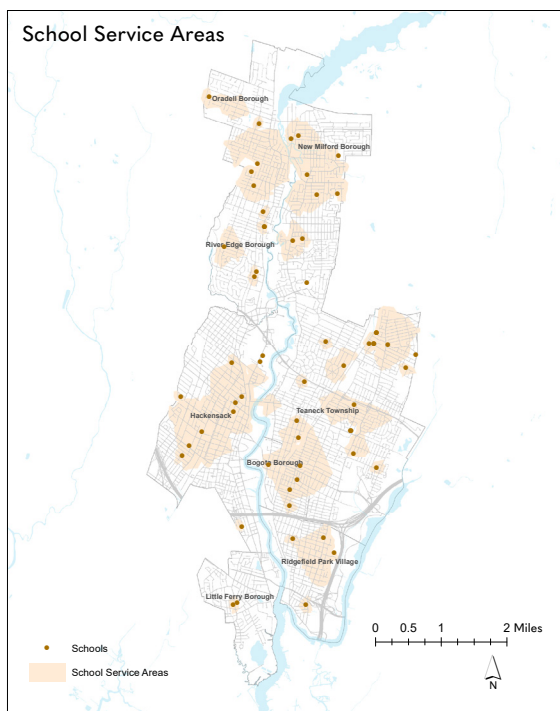 School Service Areas
Oradell Borough
New Milford Borough
River Edge Borough
Teaneck Township
Hackensack
Bogota Borough
Ridgefield Park Village
Little Ferry Borough
0 0.5 1 2 Miles
Schools
School Service Areas
N